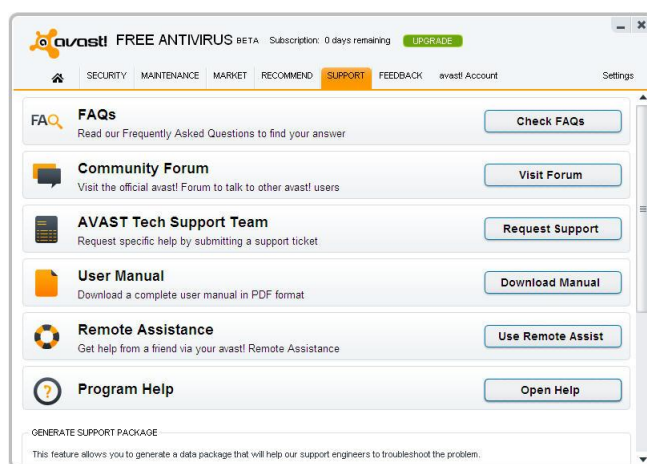 avast! FREE ANTIVIRUS BETA Subscription: 0 days remaining UPGRADE
SECURITY MAINTENANCE MARKET RECOMMEND SUPPORT FEEDBACK avast! Account Settings
FAQ
FAQs
Read our Frequently Asked Questions to find your answer
Check FAQs
Community Forum
Visit the official avast! Forum to talk to other avast! users
Visit Forum
AVAST Tech Support Team
Request specific help by submitting a support ticket
Request Support
User Manual
Download a complete user manual in PDF format
Download Manual
Remote Assistance
Get help from a friend via your avast! Remote Assistance
Use Remote Assist
?
Program Help
Open Help
GENERATE SUPPORT PACKAGE
This feature allows you to generate a data package that will help our support engineers to troubleshoot the problem.